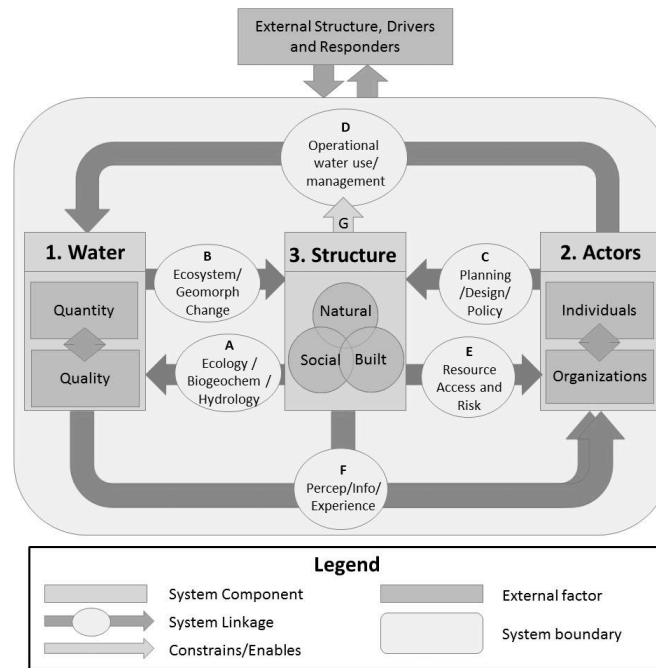 External Structure, Drivers
and Responders
D
Operational
water use/
management
G
1. Water
Quantity
Quality
B
Ecosystem/
Geomorph
Change
A
Ecology /
Biogeochem /
Hydrology
3. Structure
Natural
Social
Built
C
Planning
/Design/
Policy
E
Resource
Access and
Risk
2. Actors
Individuals
Organizations
F
Percep/Info/
Experience
Legend
System Component
System Linkage
Constrains/Enables
External factor
System boundary